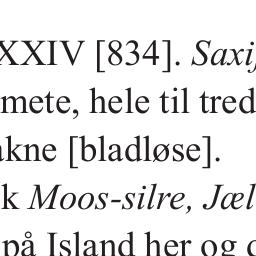 XXIV [834]. Saxif
mete, hele til tred
akne [bladløse].
k Moos-silre, Jæl
på Island her og d